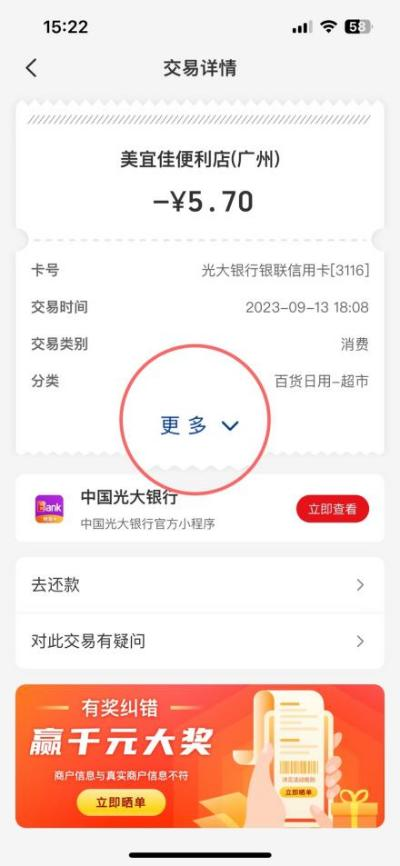 15:22
58
交易详情
美宜佳便利店(广州)
-¥5.70
卡号 光大银行银联信用卡[3116]
交易时间 2023-09-13 18:08
交易类别 消费
分类 百货日用-超市
更多
Bank
中国光大银行
中国光大银行官方小程序
立即查看
去还款
对此交易有疑问
有奖纠错
赢千元大奖
商户信息与真实商户信息不符
立即晒单
立即晒单